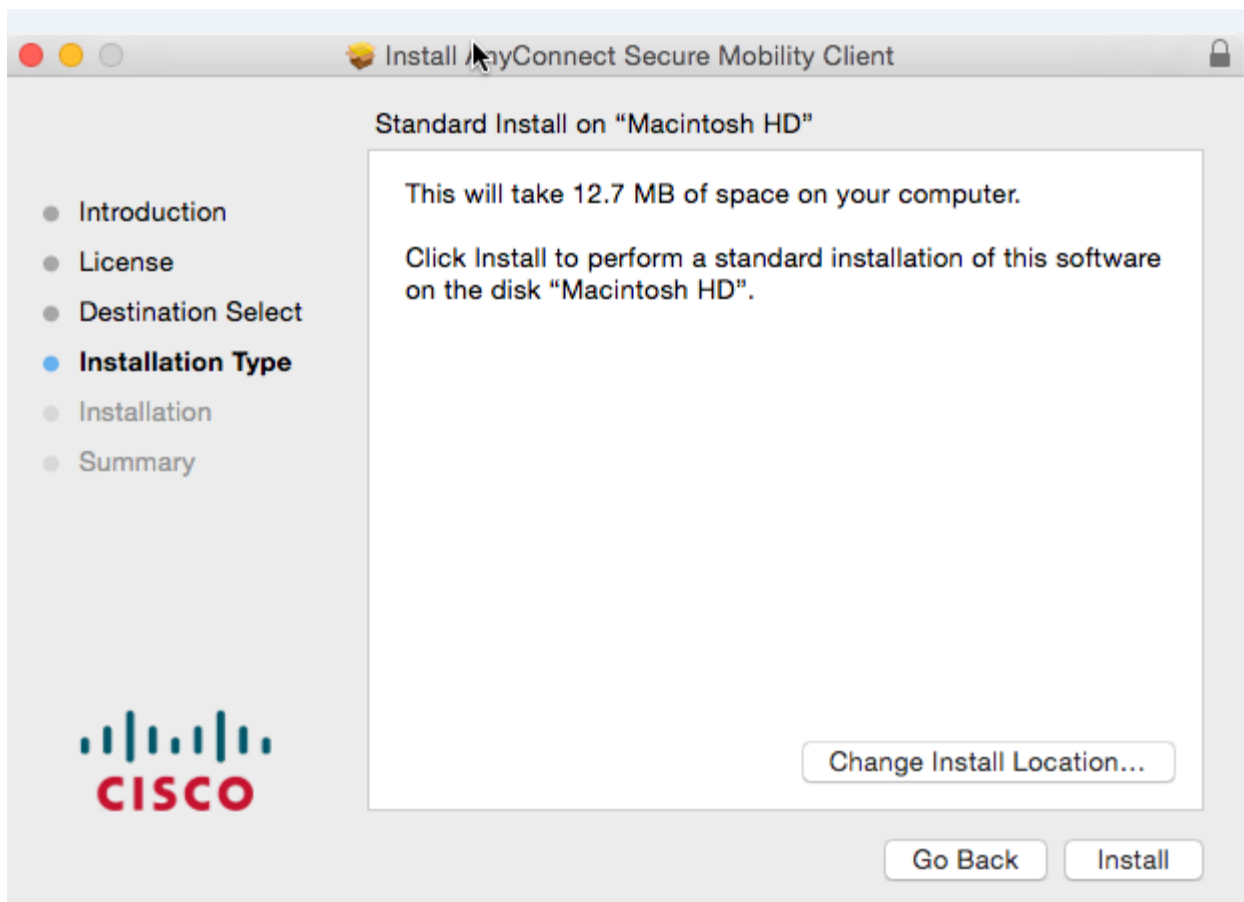 Install AnyConnect Secure Mobility Client
Standard Install on “Macintosh HD”
Introduction
License
Destination Select
Installation Type
Installation
Summary
This will take 12.7 MB of space on your computer.
Click Install to perform a standard installation of this software
on the disk “Macintosh HD”.
Change Install Location...
CISCO
Go Back
Install